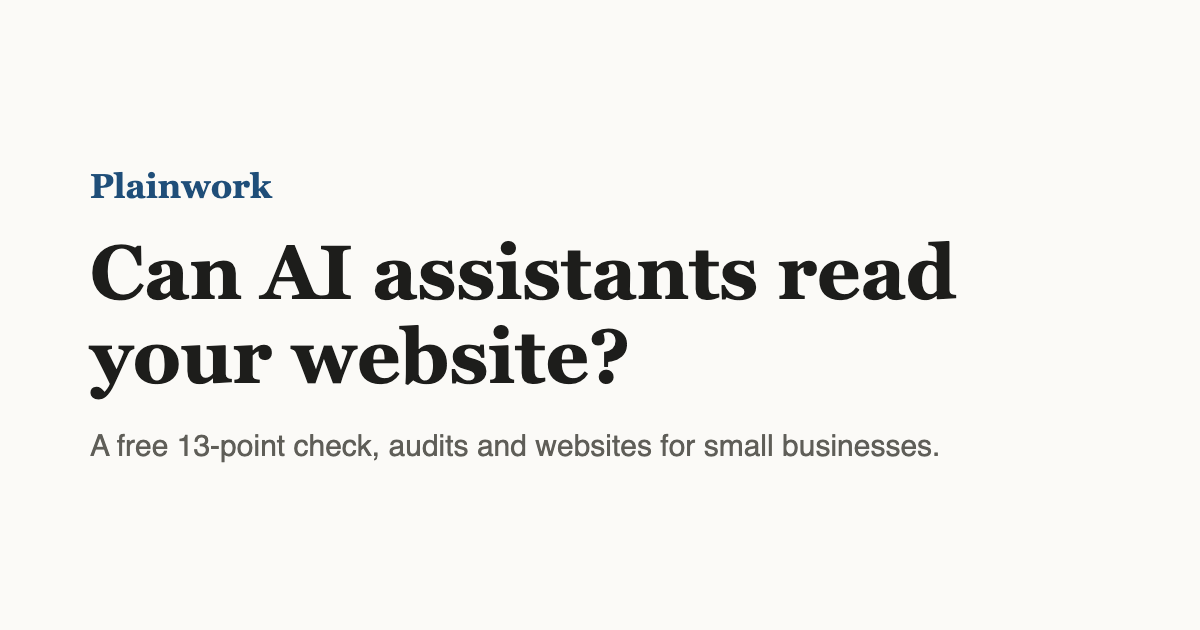 Plainwork
Can AI assistants read
your website?
A free 13-point check, audits and websites for small businesses.